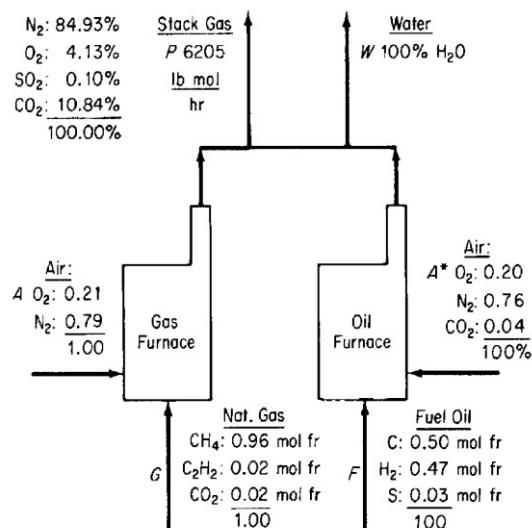 N₂: 84.93%
O₂: 4.13%
SO₂: 0.10%
CO₂: 10.84%
100.00%
Stack Gas
P 6205
lb mol
hr
Water
W 100% H₂O
Air:
A O₂: 0.21
N₂: 0.79
1.00
Gas
Furnace
Oil
Furnace
Air:
A* O₂: 0.20
N₂: 0.76
CO₂: 0.04
100%
G
Nat. Gas
CH₄: 0.96 mol fr
C₂H₂: 0.02 mol fr
CO₂: 0.02 mol fr
1.00
F
Fuel Oil
C: 0.50 mol fr
H₂: 0.47 mol fr
S: 0.03 mol fr
100